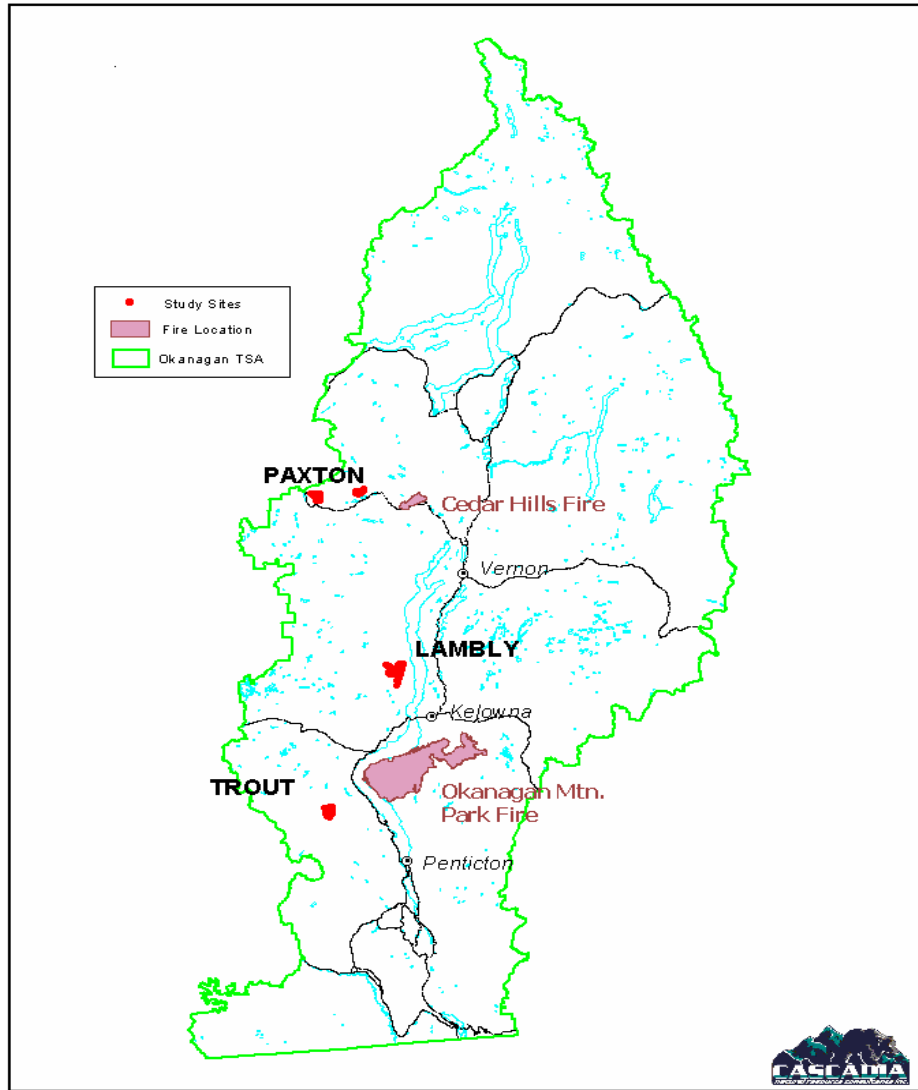 Study Sites
Fire Location
Okanagan TSA
PAXTON
Cedar Hills Fire
Vernon
LAMBLY
Kelowna
TROUT
Okanagan Mtn.
Park Fire
Penticton
CASCADIA